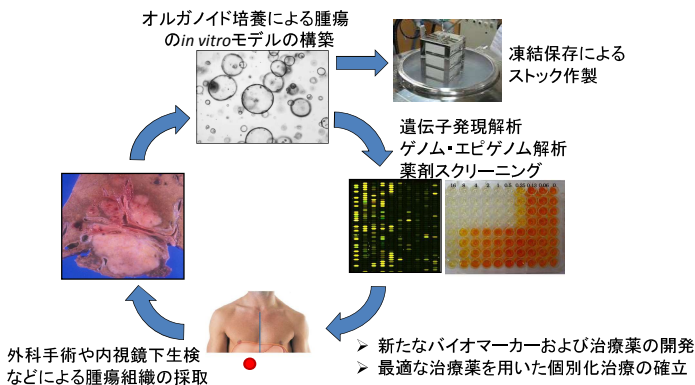 オルガノイド培養による腫瘍
のin vitroモデルの構築
凍結保存による
ストック作製
遺伝子発現解析
ゲノム・エピゲノム解析
薬剤スクリーニング
外科手術や内視鏡下生検
などによる腫瘍組織の採取
➢ 新たなバイオマーカーおよび治療薬の開発
➢ 最適な治療薬を用いた個別化治療の確立